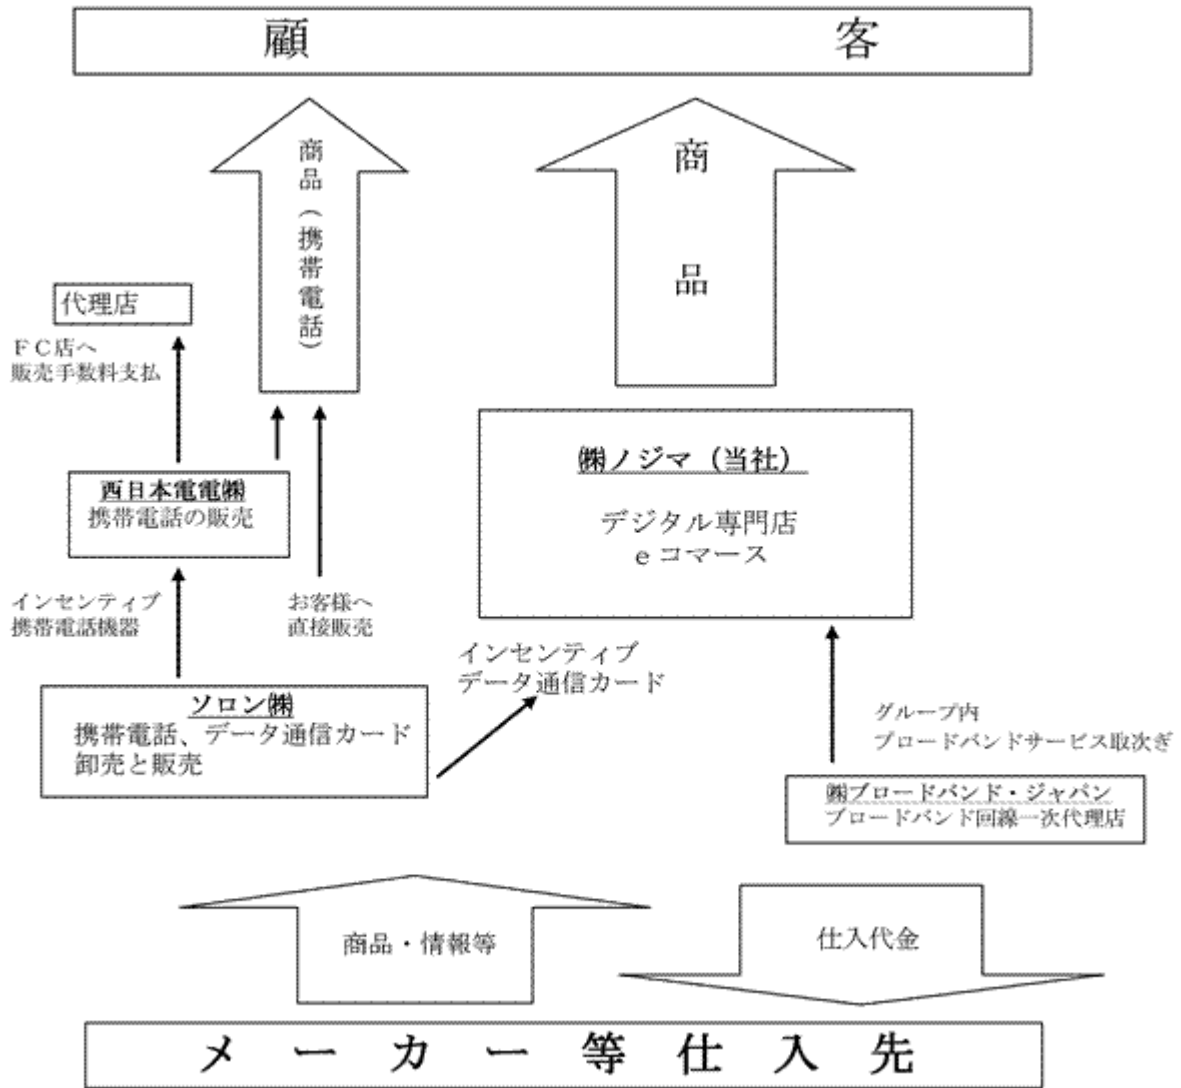 顧 客
商品（携帯電話）
商品
代理店
ＦＣ店へ
販売手数料支払
㈱ノジマ（当社）
デジタル専門店
ｅコマース
西日本電電㈱
携帯電話の販売
インセンティブ
携帯電話機器
お客様へ
直接販売
インセンティブ
データ通信カード
ソロン㈱
携帯電話、データ通信カード
卸売と販売
グループ内
ブロードバンドサービス取次ぎ
㈱ブロードバンド・ジャパン
ブロードバンド回線一次代理店
商品・情報等
仕入代金
メーカー等仕入先